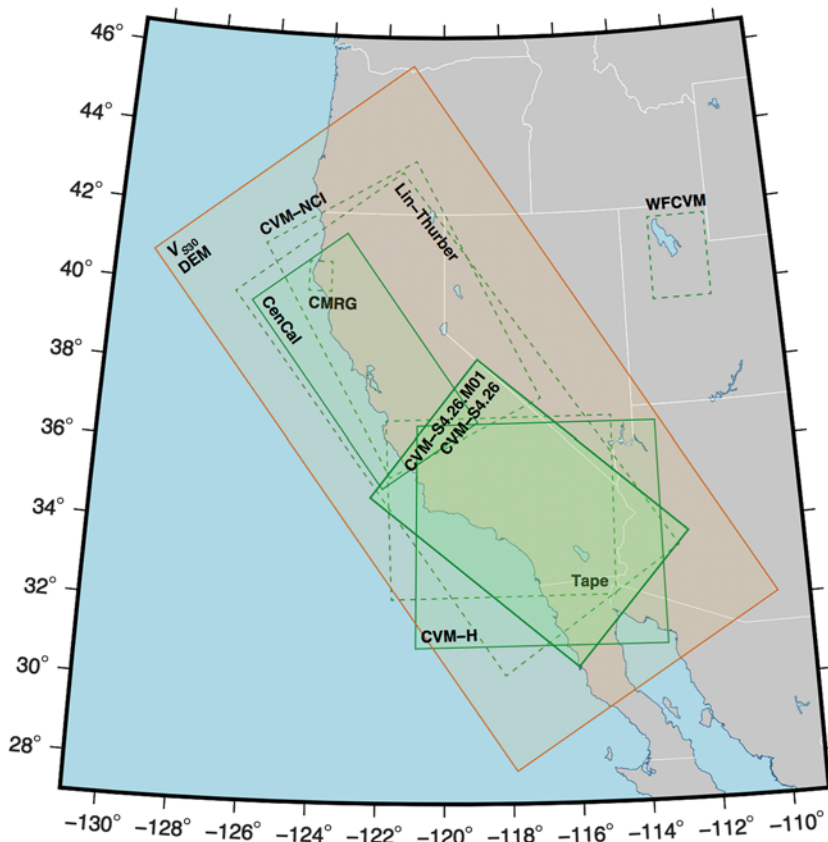 46°
44°
42°
40°
38°
36°
34°
32°
30°
28°
V S30
DEM
CVM–NCI
Lin–Thurber
WFCVM
CMRG
CenCal
CVM–S4.26.M01
CVM–S4.26
Tape
CVM–H
−130° −128° −126° −124° −122° −120° −118° −116° −114° −112° −110°